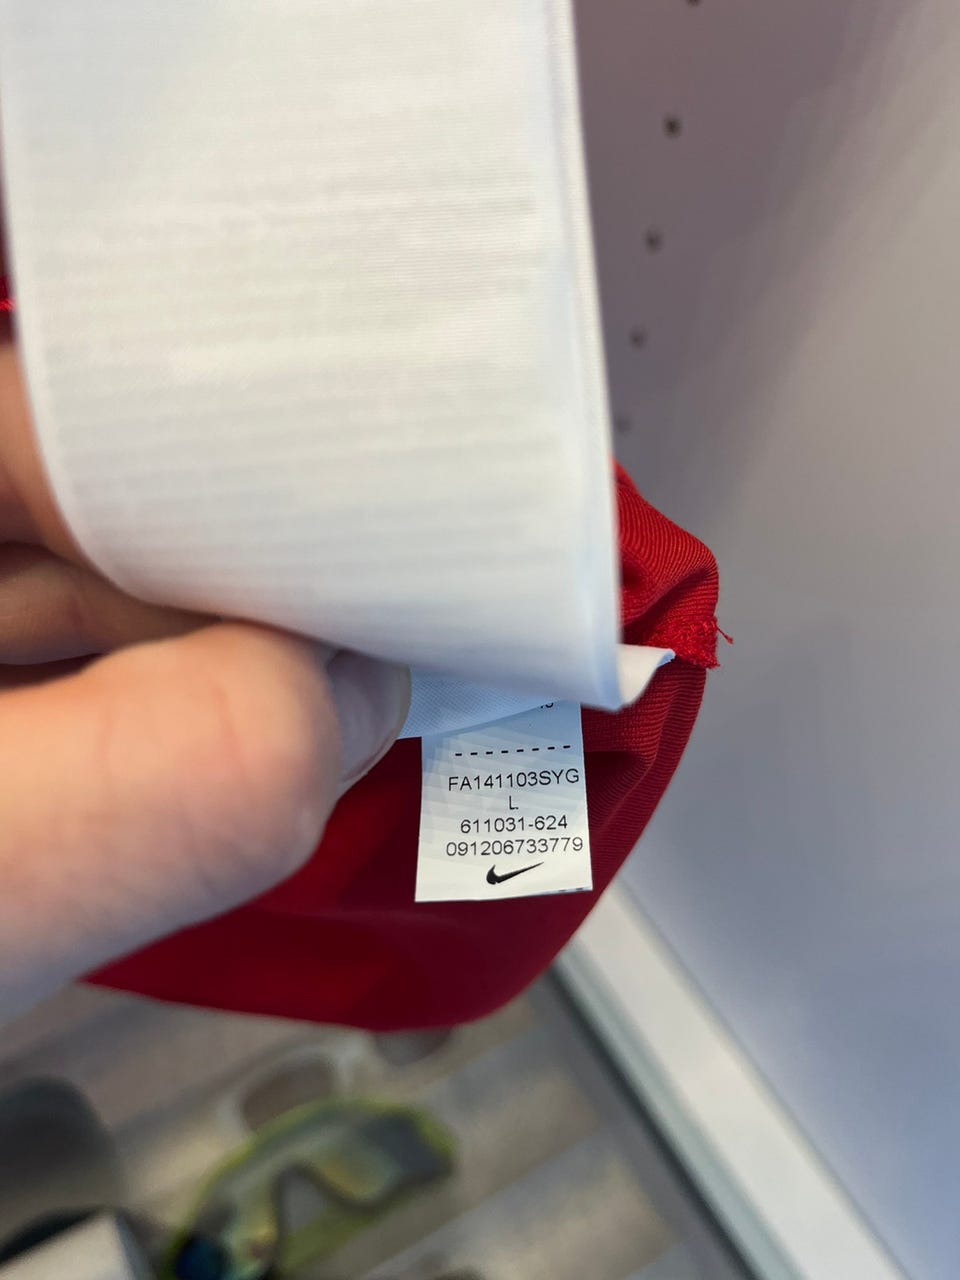 - - - - - - - -
FA141103SYG
L
611031-624
091206733779